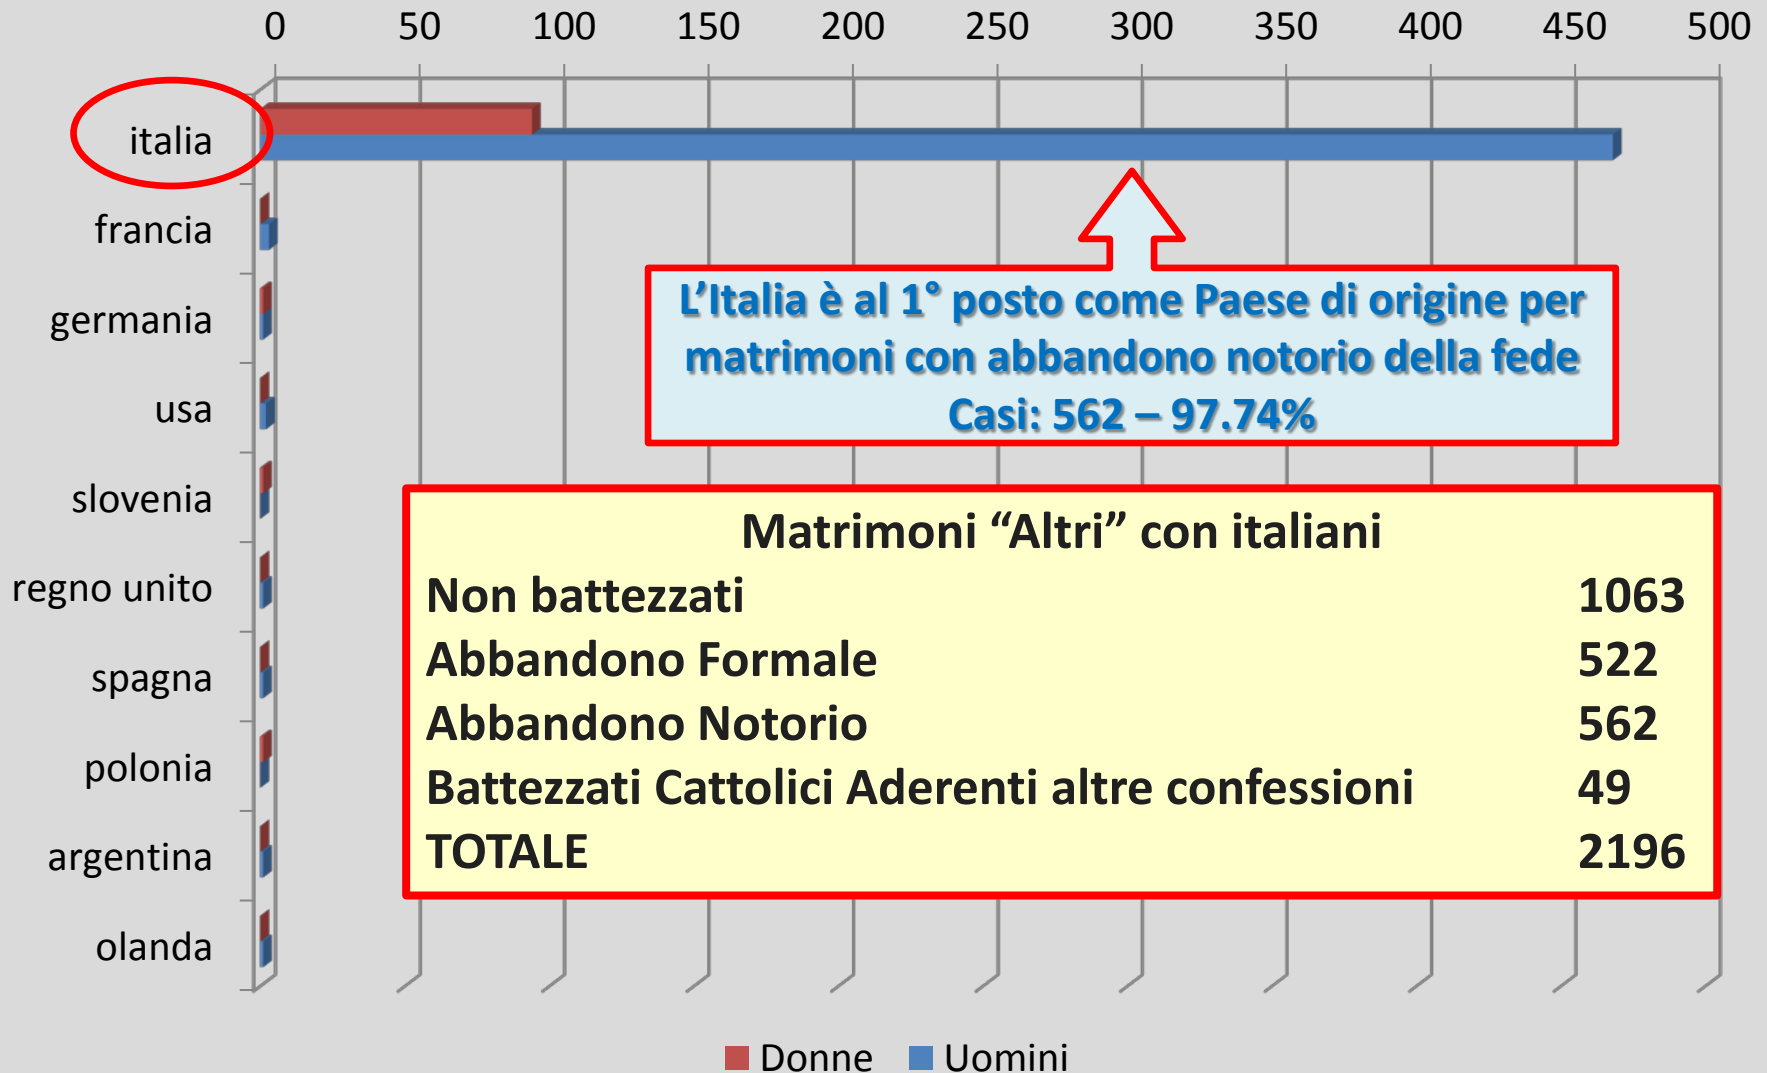 0 50 100 150 200 250 300 350 400 450 500
italia
francia
germania
usa
slovenia
regno unito
spagna
polonia
argentina
olanda
L’Italia è al 1° posto come Paese di origine per
matrimoni con abbandono notorio della fede
Casi: 562 – 97.74%
Matrimoni “Altri” con italiani
Non battezzati 1063
Abbandono Formale 522
Abbandono Notorio 562
Battezzati Cattolici Aderenti altre confessioni 49
TOTALE 2196
Donne Uomini